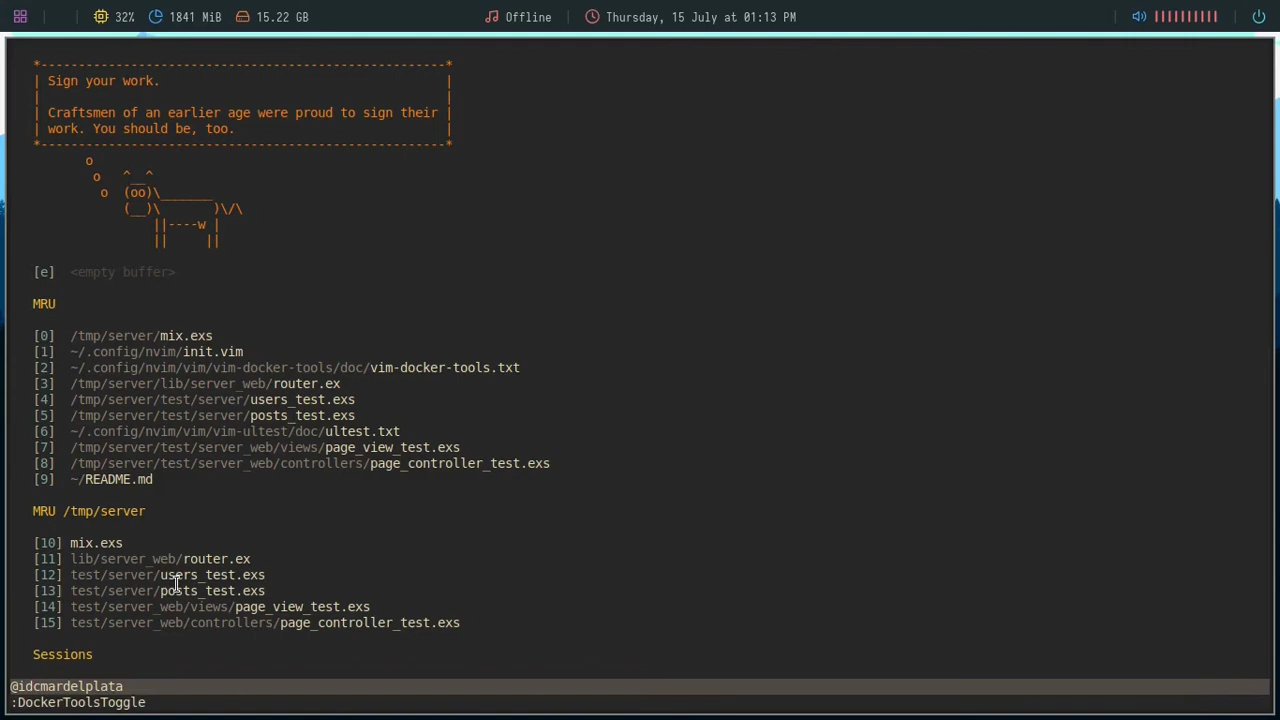 32% 1841 MiB 15.22 GB Offline Thursday, 15 July at 01:13 PM
*-------------------------------------------------------*
| Sign your work. |
| |
| Craftsmen of an earlier age were proud to sign their |
| work. You should be, too. |
*-------------------------------------------------------*
o
o ^__^
o (oo)\_______
(__)\ )\/\
||----w |
|| ||
[e] <empty buffer>
MRU
[0] /tmp/server/mix.exs
[1] ~/.config/nvim/init.vim
[2] ~/.config/nvim/vim/vim-docker-tools/doc/vim-docker-tools.txt
[3] /tmp/server/lib/server_web/router.ex
[4] /tmp/server/test/server/users_test.exs
[5] /tmp/server/test/server/posts_test.exs
[6] ~/.config/nvim/vim/vim-ultest/doc/ultest.txt
[7] /tmp/server/test/server_web/views/page_view_test.exs
[8] /tmp/server/test/server_web/controllers/page_controller_test.exs
[9] ~/README.md
MRU /tmp/server
[10] mix.exs
[11] lib/server_web/router.ex
[12] test/server/users_test.exs
[13] test/server/posts_test.exs
[14] test/server_web/views/page_view_test.exs
[15] test/server_web/controllers/page_controller_test.exs
Sessions
@idcmardelplata
:DockerToolsToggle